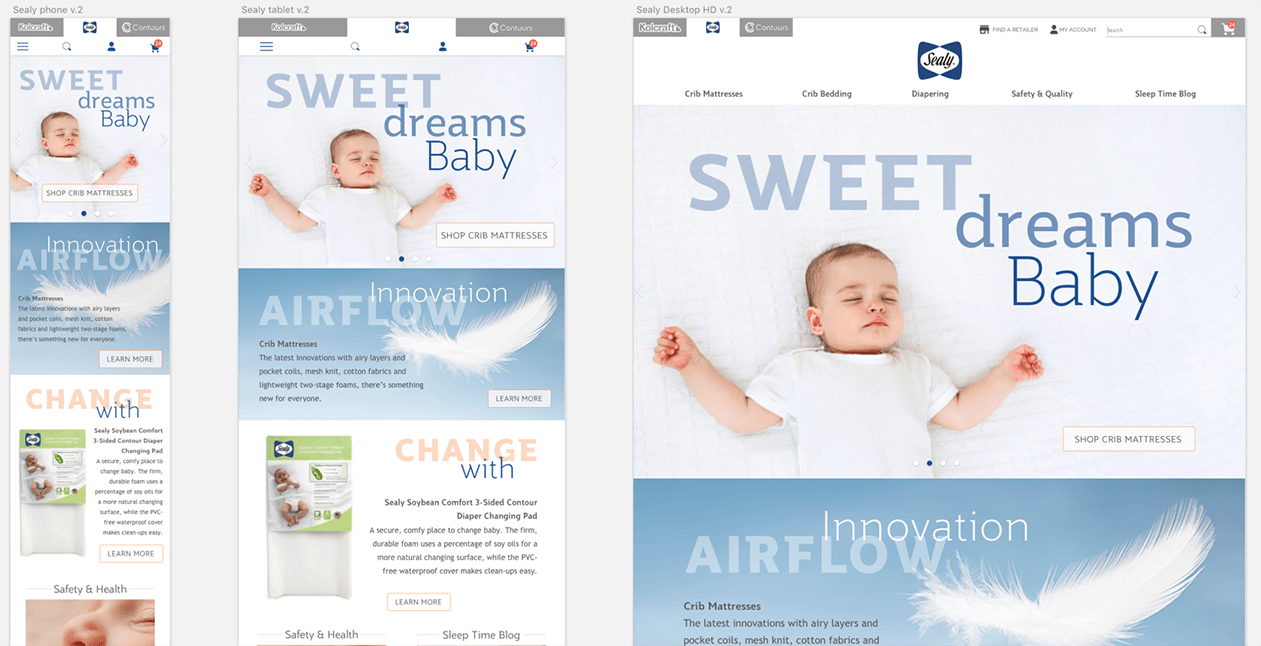 Sealy phone v.2
Kolcraft
Sealy
Contours
24
SWEET
dreams
Baby
SHOP CRIB MATTRESSES
Innovation
AIRFLOW
Crib Mattresses
The latest innovations with airy layers
and pocket coils, mesh knit, cotton
fabrics and lightweight two-stage foams,
there's something new for everyone.
LEARN MORE
CHANGE
with
Sealy
Sealy Soybean Comfort
3-Sided Contour Diaper
Changing Pad
A secure, comfy place to
change baby. The firm,
durable foam uses a
percentage of soy oils for
a more natural changing
surface, while the PVC-
free waterproof cover
makes clean-ups easy.
LEARN MORE
Safety & Health
Sealy tablet v.2
Kolcraft
Sealy
Contours
24
SWEET
dreams
Baby
SHOP CRIB MATTRESSES
Innovation
AIRFLOW
Crib Mattresses
The latest innovations with airy layers and
pocket coils, mesh knit, cotton fabrics and
lightweight two-stage foams, there's something
new for everyone.
LEARN MORE
CHANGE
with
Sealy
Sealy Soybean Comfort 3-Sided Contour
Diaper Changing Pad
A secure, comfy place to change baby. The firm,
durable foam uses a percentage of soy oils for a
more natural changing surface, while the PVC-
free waterproof cover makes clean-ups easy.
LEARN MORE
Safety & Health
Sleep Time Blog
Sealy Desktop HD v.2
Kolcraft
Sealy
Contours
FIND A RETAILER
MY ACCOUNT
Search
24
Sealy
Crib Mattresses
Crib Bedding
Diapering
Safety & Quality
Sleep Time Blog
SWEET
dreams
Baby
SHOP CRIB MATTRESSES
Innovation
AIRFLOW
Crib Mattresses
The latest innovations with airy layers and
pocket coils, mesh knit, cotton fabrics and